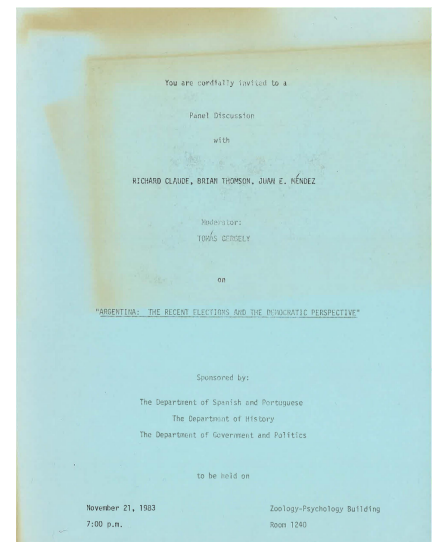 You are cordially invited to a
Panel Discussion
with
RICHARD CLAUDE, BRIAN THOMSON, JUAN E. MÉNDEZ
Moderator:
TOMÁS GERGELY
on
"ARGENTINA: THE RECENT ELECTIONS AND THE DEMOCRATIC PERSPECTIVE"
Sponsored by:
The Department of Spanish and Portuguese
The Department of History
The Department of Government and Politics
to be held on
November 21, 1983 Zoology-Psychology Building
7:00 p.m. Room 1240